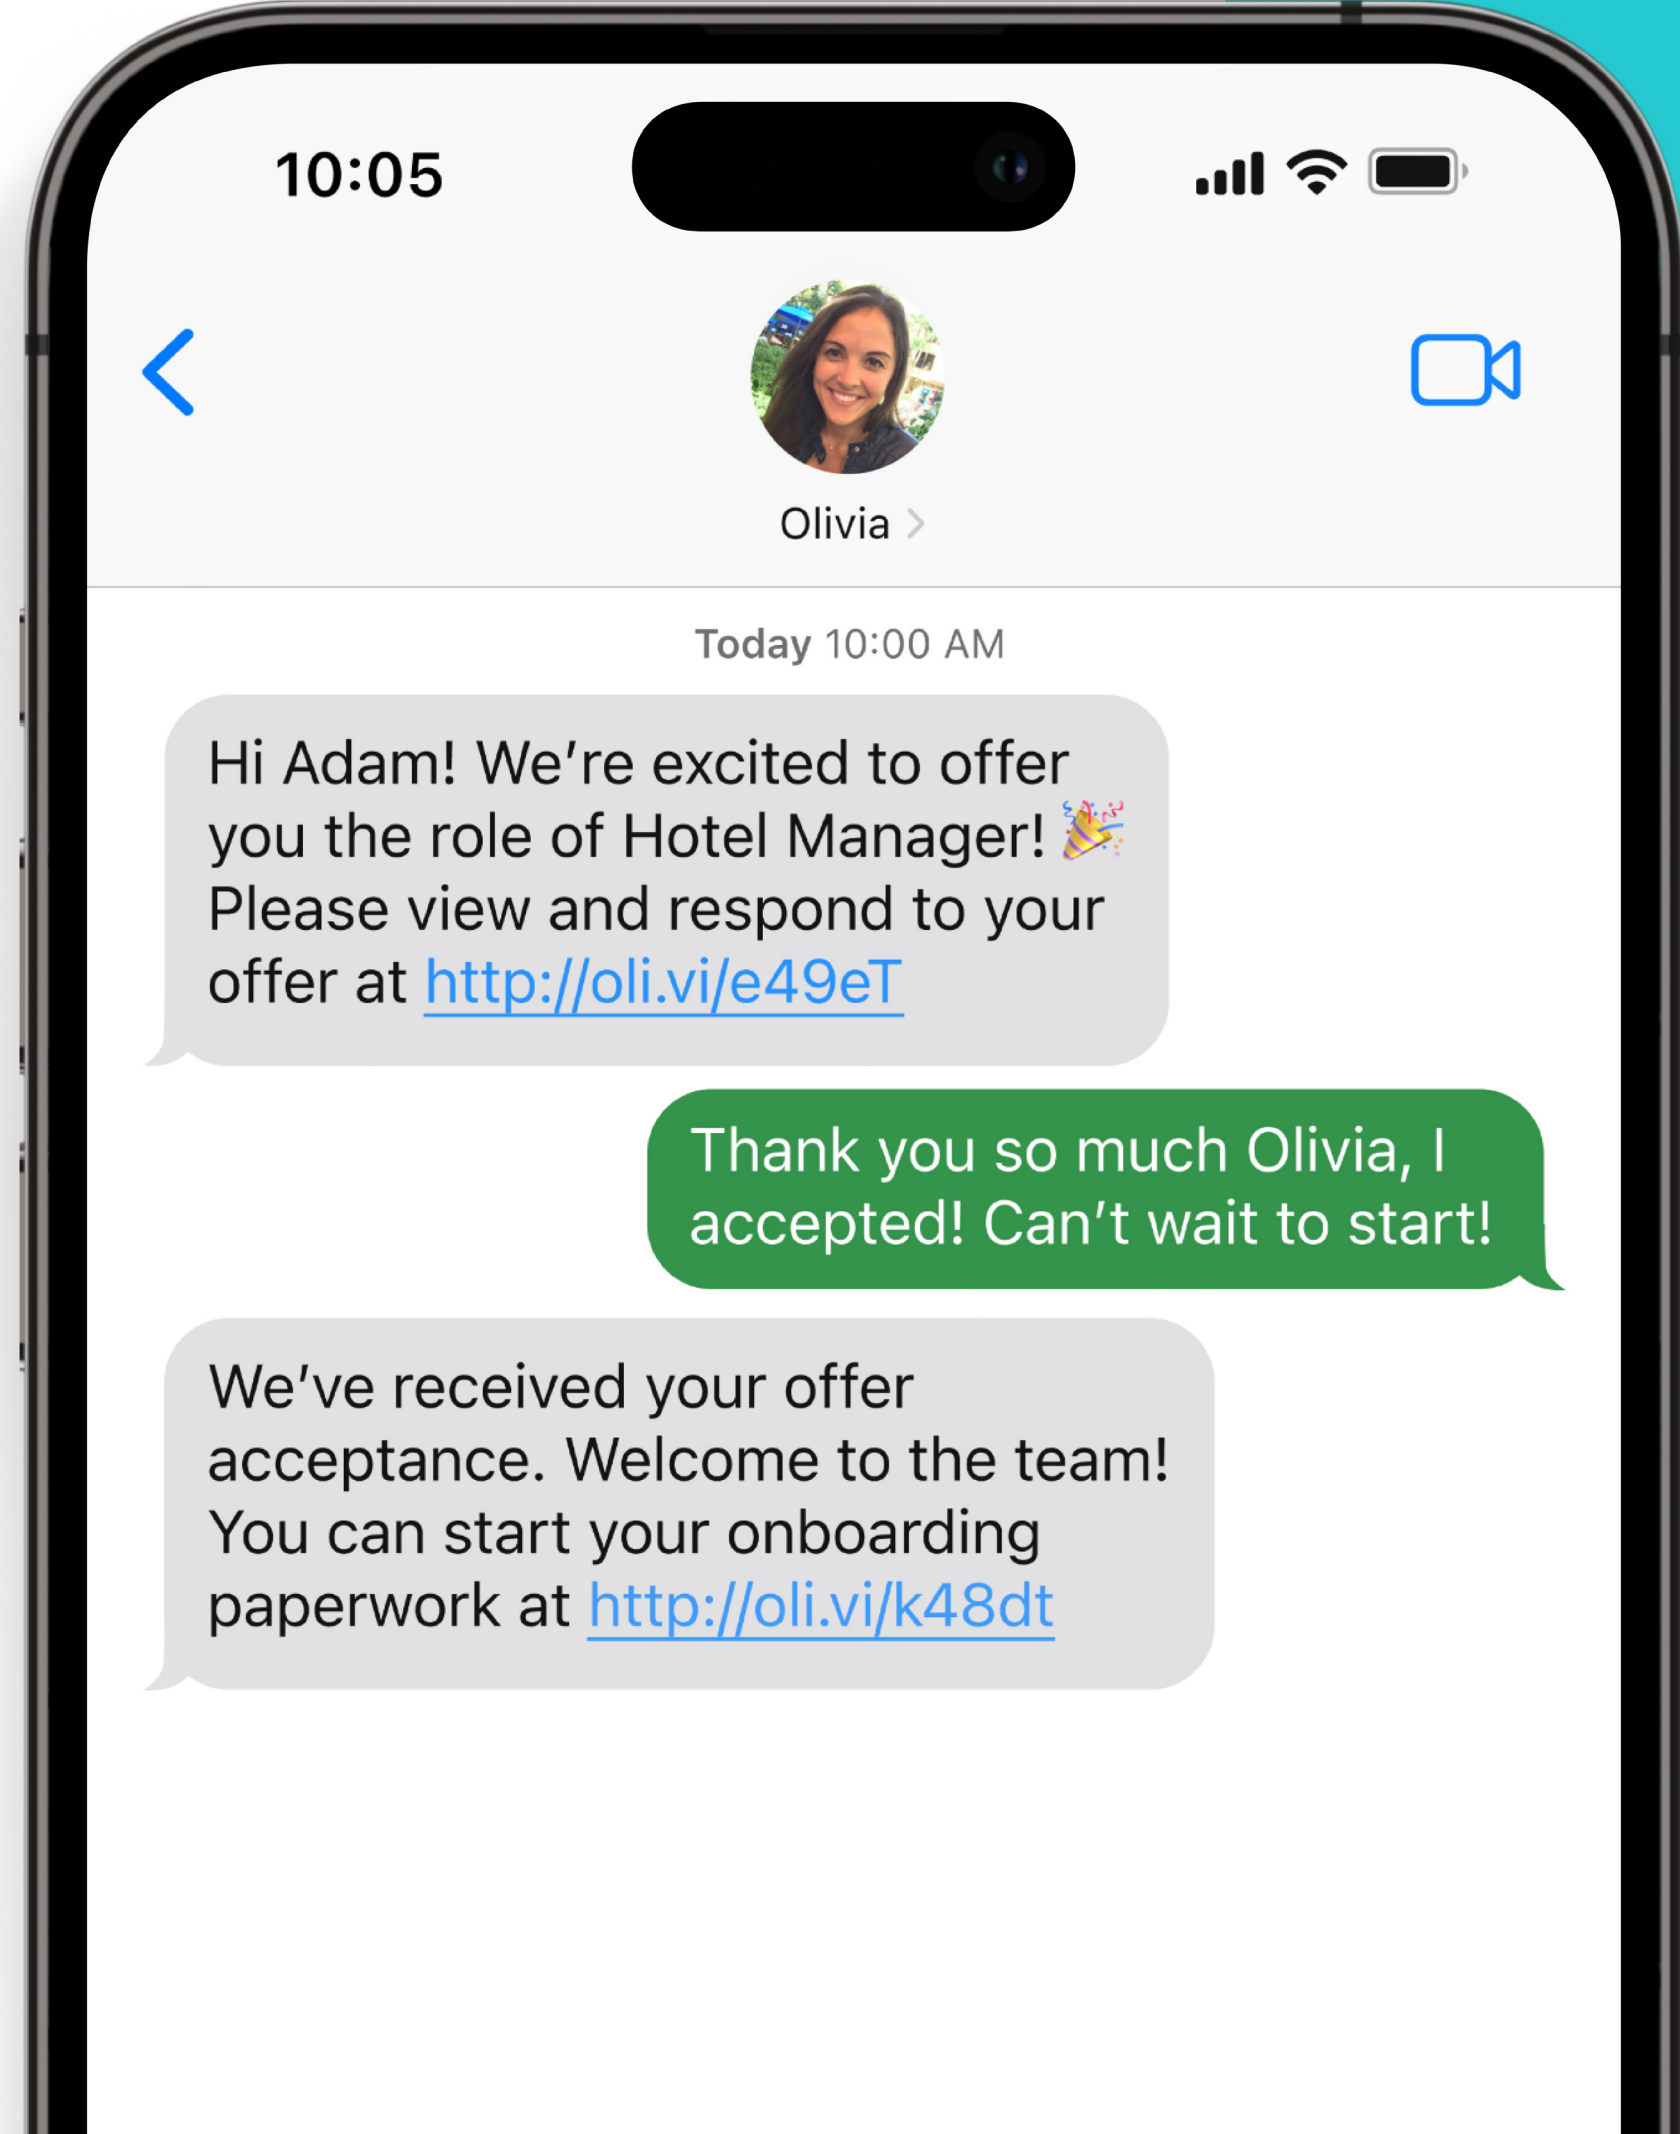 10:05
Olivia
Today 10:00 AM
Hi Adam! We’re excited to offer
you the role of Hotel Manager! 🎉
Please view and respond to your
offer at http://oli.vi/e49eT
Thank you so much Olivia, I
accepted! Can’t wait to start!
We’ve received your offer
acceptance. Welcome to the team!
You can start your onboarding
paperwork at http://oli.vi/k48dt